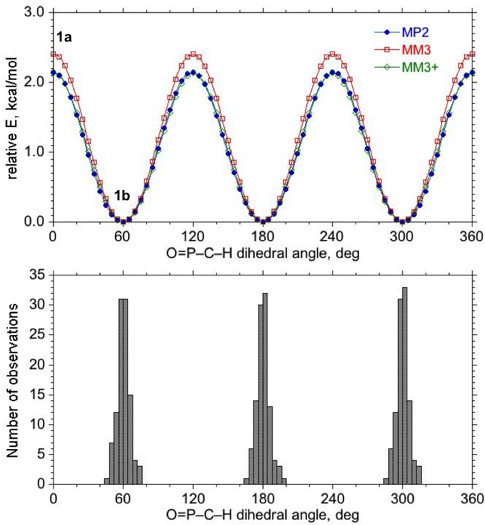 3.0
2.0
1.0
0.0
relative E, kcal/mol
1a
1b
MP2
MM3
MM3+
0 60 120 180 240 300 360
O=P–C–H dihedral angle, deg
35
30
25
20
15
10
5
0
Number of observations
0 60 120 180 240 300 360
O=P–C–H dihedral angle, deg